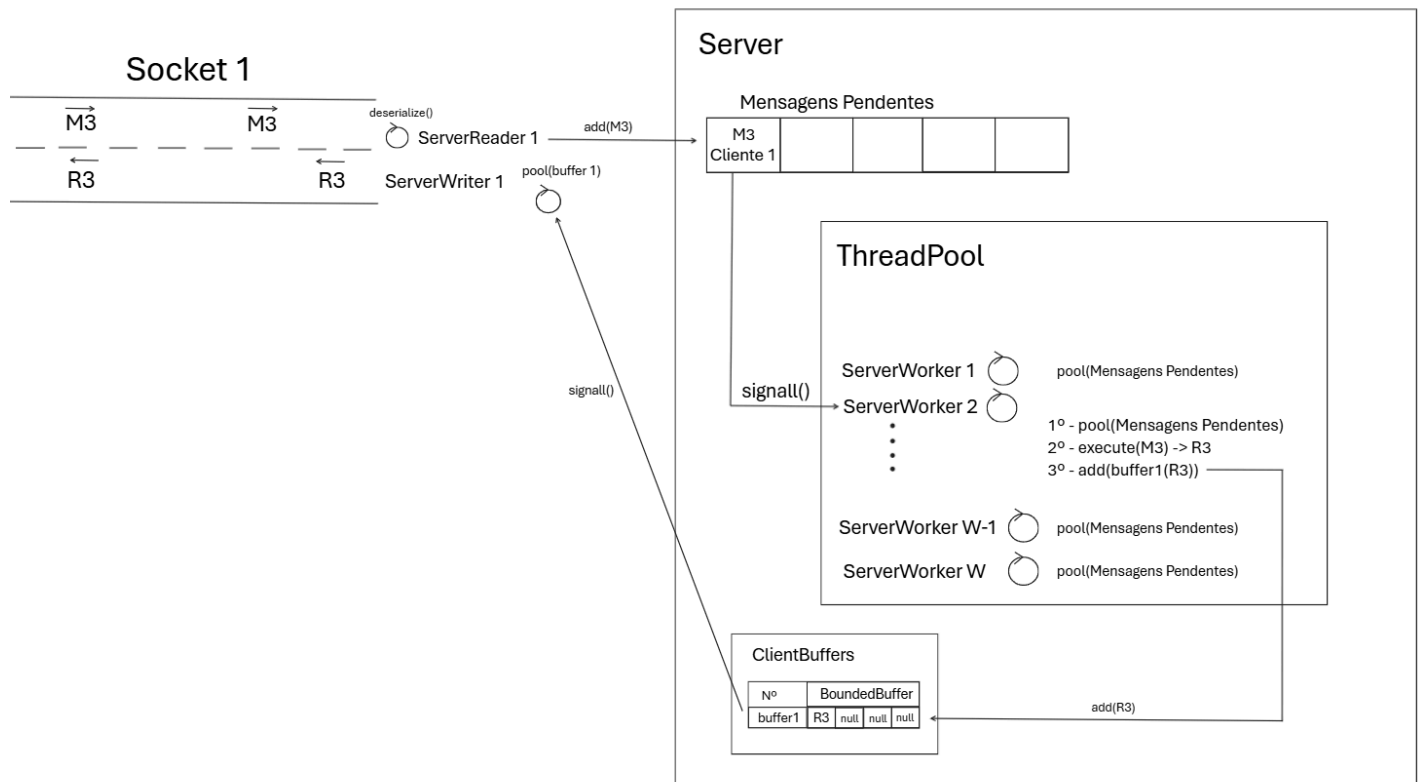 Server
Socket 1
Mensagens Pendentes
deserialize()
M3 M3
ServerReader 1
add(M3)
M3
Cliente 1
R3 R3
ServerWriter 1
pool(buffer 1)
ThreadPool
ServerWorker 1 pool(Mensagens Pendentes)
signall()
signall()
ServerWorker 2
1º - pool(Mensagens Pendentes)
2º - execute(M3) -> R3
3º - add(buffer1(R3))
ServerWorker W-1 pool(Mensagens Pendentes)
ServerWorker W pool(Mensagens Pendentes)
ClientBuffers
Nº BoundedBuffer
buffer1 R3 null null null
add(R3)